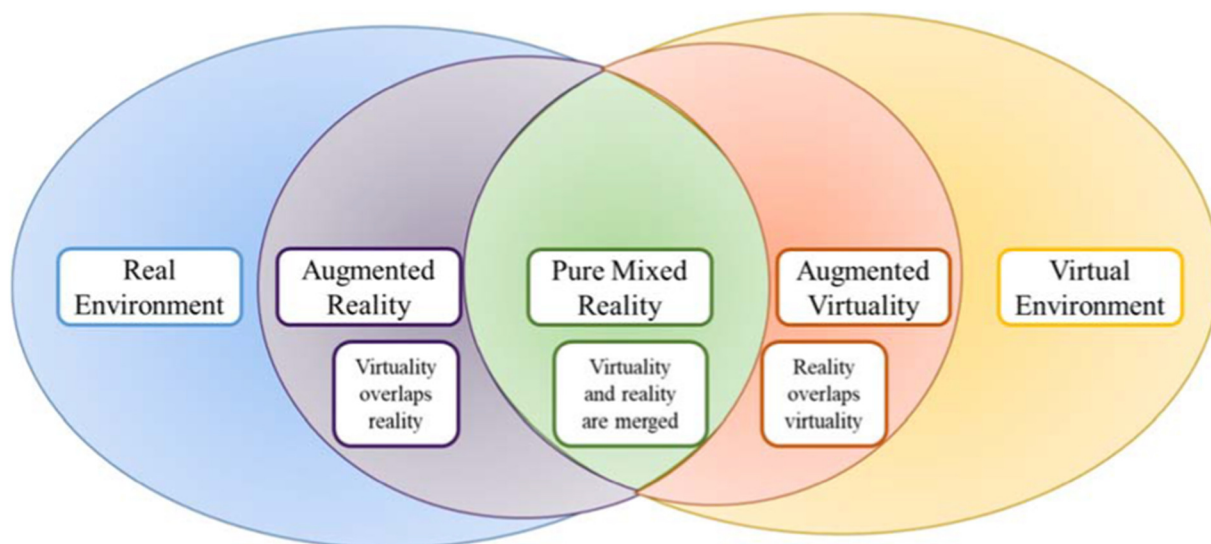 Real
Environment
Augmented
Reality
Pure Mixed
Reality
Augmented
Virtuality
Virtual
Environment
Virtuality
overlaps
reality
Virtuality
and reality
are merged
Reality
overlaps
virtuality